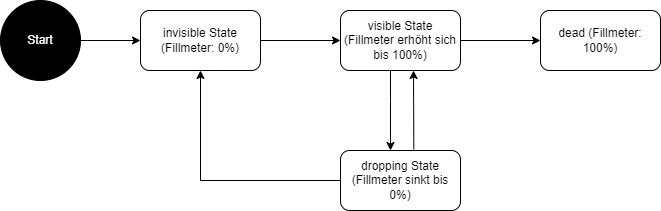 Start
invisible State
(Fillmeter: 0%)
visible State
(Fillmeter erhöht sich
bis 100%)
dead (Fillmeter:
100%)
dropping State
(Fillmeter sinkt bis
0%)